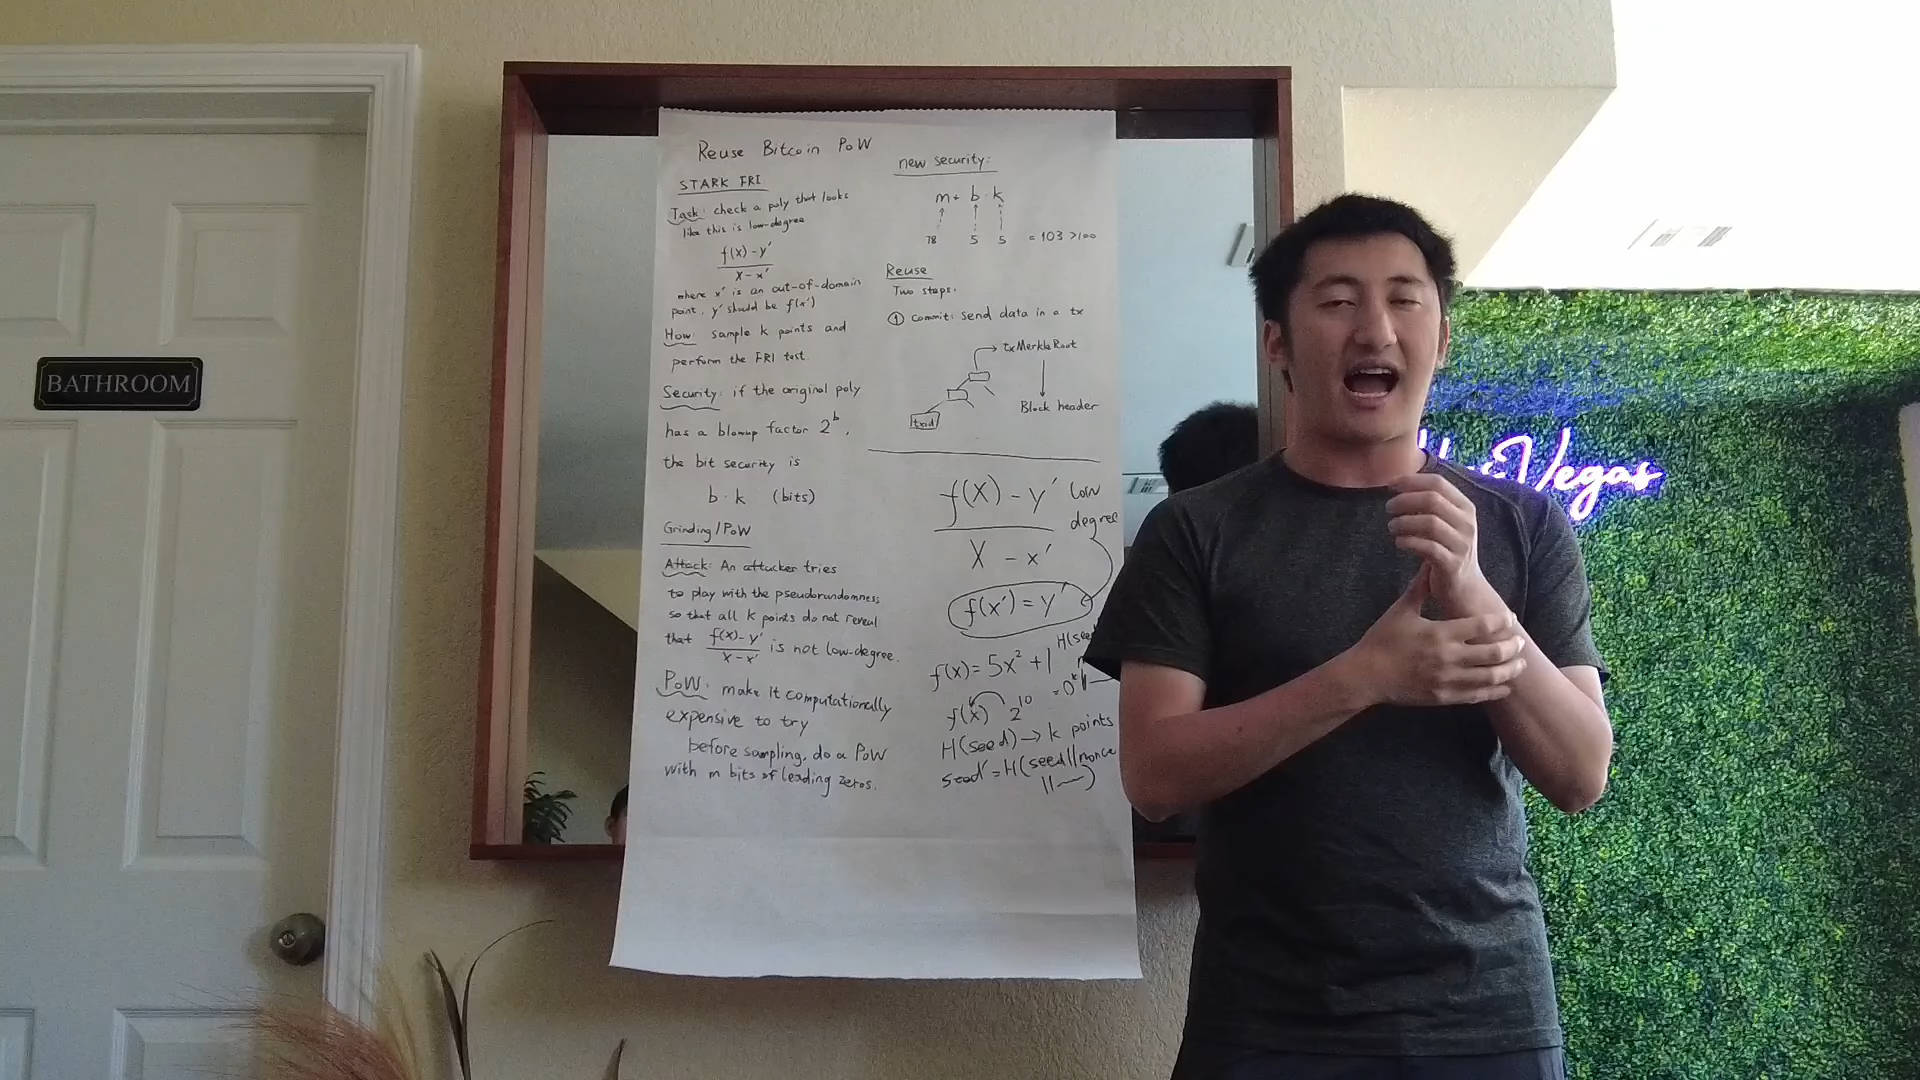 BATHROOM
Reuse Bitcoin PoW
STARK FRI
Task: check a poly that looks
like this is low-degree
f(X) - y'
X - x'
where x' is an out-of-domain
point, y' should be f(x')
How: sample k points and
perform the FRI test.
Security: if the original poly
has a blowup factor 2^b,
the bit security is
b · k (bits)
Grinding/PoW
Attack: An attacker tries
to play with the pseudorandomness
so that all k points do not reveal
that f(X)-y' / X-x' is not low-degree.
PoW: make it computationally
expensive to try
before sampling, do a PoW
with m bits of leading zeros.
new security:
m + b · k
78 5 5 = 103 >100
Reuse
Two steps.
① Commit: send data in a tx
txMerkleRoot
Block header
txid
f(X) - y' low
degree
X - x'
f(x') = y'
f(x) = 5x² + 1
f(x) 2^10
H(seed) → k points
seed' = H(seed||nonce
||
Las Vegas